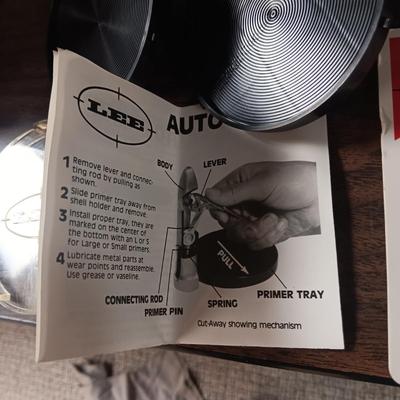 LEE
AUTO
1 Remove lever and connec-
ting rod by pulling as
shown.
2 Slide primer tray away from
shell holder and remove.
3 Install proper tray, they are
marked on the center of
the bottom with an L or S
for Large or Small primers.
4 Lubricate metal parts at
wear points and reassemble.
Use grease or vaseline.
BODY
LEVER
PULL
CONNECTING ROD
PRIMER PIN
SPRING
PRIMER TRAY
Cut-Away showing mechanism